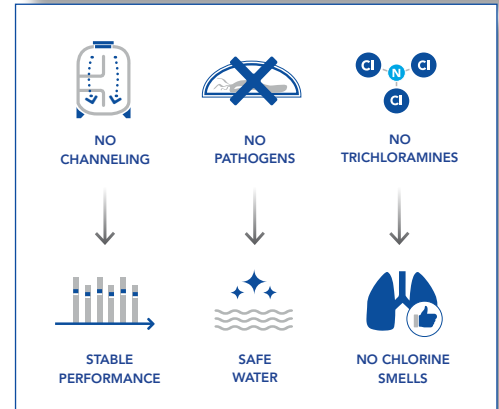 Cl
N
Cl
Cl
NO
CHANNELING
NO
PATHOGENS
NO
TRICHLORAMINES
STABLE
PERFORMANCE
SAFE
WATER
NO CHLORINE
SMELLS